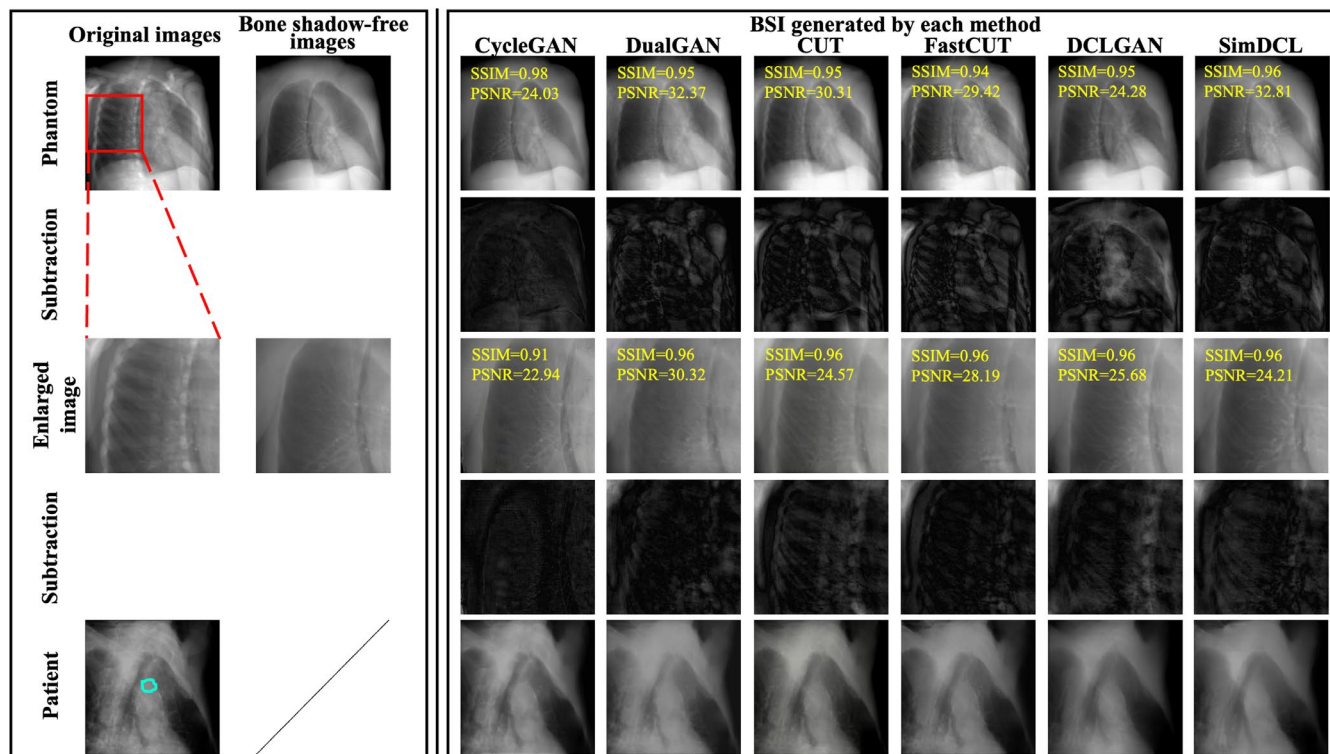 Original images
Bone shadow-free
images
BSI generated by each method
CycleGAN
DualGAN
CUT
FastCUT
DCLGAN
SimDCL
Phantom
SSIM=0.98
PSNR=24.03
SSIM=0.95
PSNR=32.37
SSIM=0.95
PSNR=30.31
SSIM=0.94
PSNR=29.42
SSIM=0.95
PSNR=24.28
SSIM=0.96
PSNR=32.81
Subtraction
Enlarged
image
SSIM=0.91
PSNR=22.94
SSIM=0.96
PSNR=30.32
SSIM=0.96
PSNR=24.57
SSIM=0.96
PSNR=28.19
SSIM=0.96
PSNR=25.68
SSIM=0.96
PSNR=24.21
Subtraction
Patient